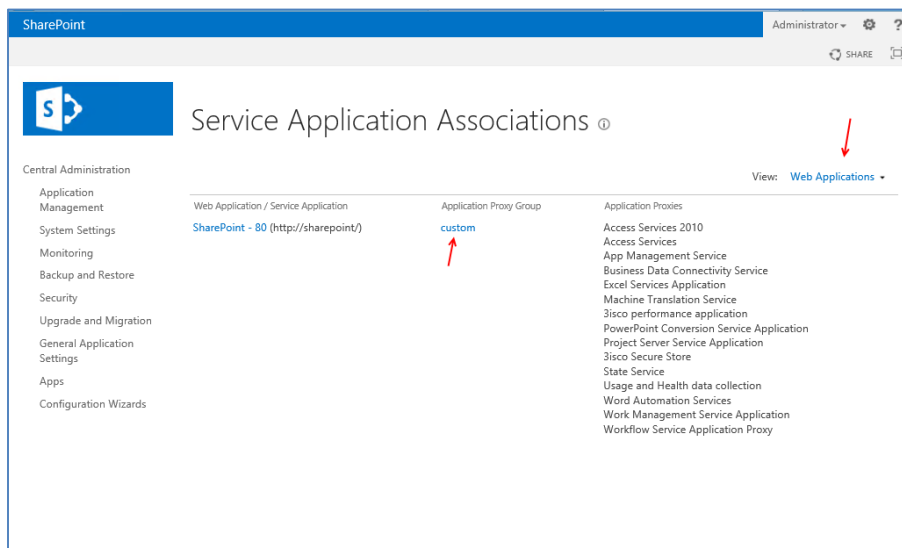 SharePoint
Administrator ?
SHARE
S
Service Application Associations
View: Web Applications
Central Administration
Application
Management
System Settings
Monitoring
Backup and Restore
Security
Upgrade and Migration
General Application
Settings
Apps
Configuration Wizards
Web Application / Service Application Application Proxy Group Application Proxies
SharePoint - 80 (http://sharepoint/) custom Access Services 2010
Access Services
App Management Service
Business Data Connectivity Service
Excel Services Application
Machine Translation Service
3isco performance application
PowerPoint Conversion Service Application
Project Server Service Application
3isco Secure Store
State Service
Usage and Health data collection
Word Automation Services
Work Management Service Application
Workflow Service Application Proxy